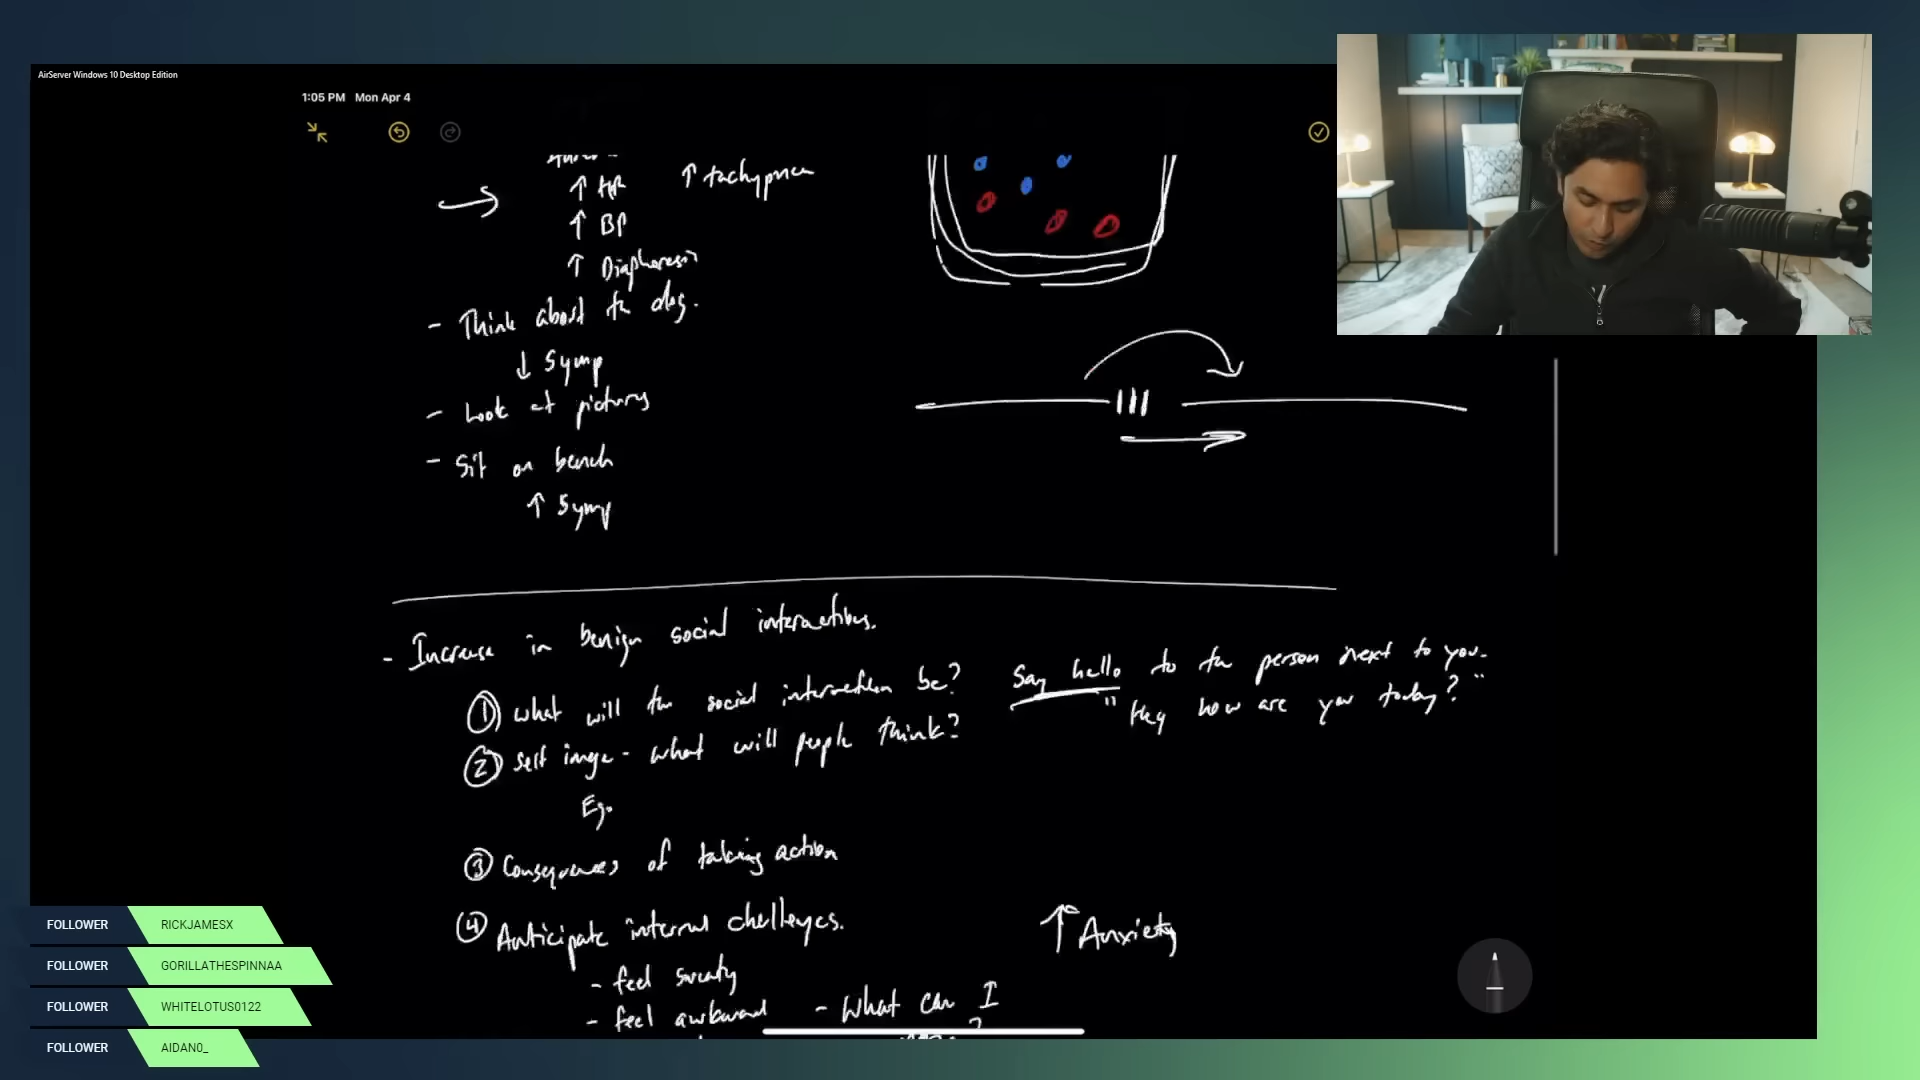 AirServer Windows 10 Desktop Edition
1:05 PM Mon Apr 4
↑ HR ↑ tachypnea
↑ BP
↑ Diaphoresis
- Think about the dog.
↓ Symp
- Look at pictures
- Sit on bench
↑ Symp
- Increase in benign social interactions.
① what will the social interaction be?
Say hello to the person next to you.
"Hey how are you today?"
② self image - what will people think?
Eg.
③ Consequences of taking action
④ Anticipate internal challenges.
↑ Anxiety
- feel sweaty
- feel awkward - What can I
FOLLOWER RICKJAMESX
FOLLOWER GORILLATHESPINNAA
FOLLOWER WHITELOTUS0122
FOLLOWER AIDAN0_